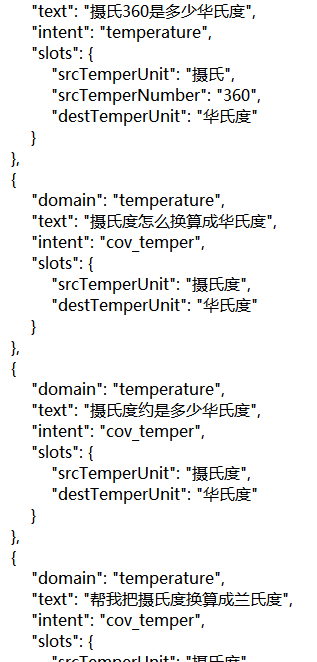 "text": "摄氏360是多少华氏度",
"intent": "temperature",
"slots": {
"srcTemperUnit": "摄氏",
"srcTemperNumber": "360",
"destTemperUnit": "华氏度"
}
},
{
"domain": "temperature",
"text": "摄氏度怎么换算成华氏度",
"intent": "cov_temper",
"slots": {
"srcTemperUnit": "摄氏度",
"destTemperUnit": "华氏度"
}
},
{
"domain": "temperature",
"text": "摄氏度约是多少华氏度",
"intent": "cov_temper",
"slots": {
"srcTemperUnit": "摄氏度",
"destTemperUnit": "华氏度"
}
},
{
"domain": "temperature",
"text": "帮我把摄氏度换算成兰氏度",
"intent": "cov_temper",
"slots": {
"srcTemperUnit": "摄氏度"